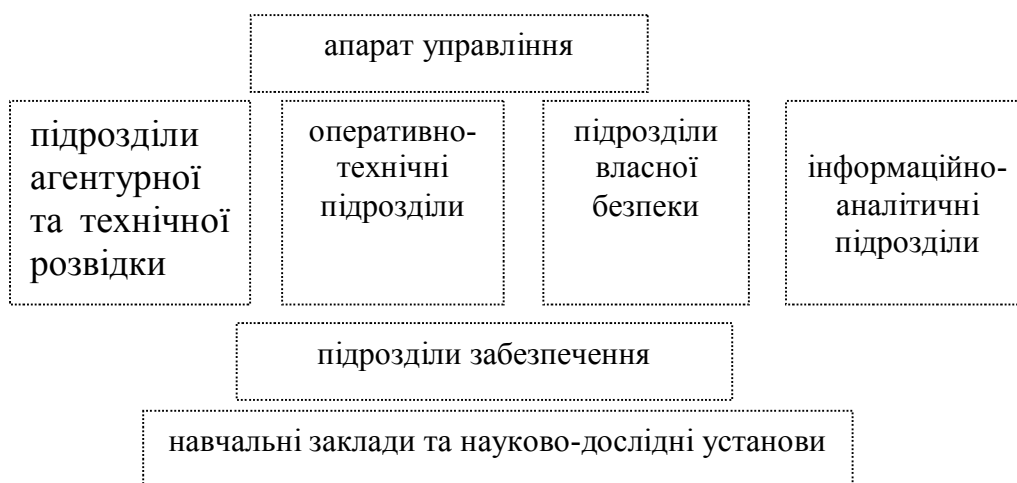 апарат управління
підрозділи
агентурної
та технічної
розвідки
оперативно-
технічні
підрозділи
підрозділи
власної
безпеки
інформаційно-
аналітичні
підрозділи
підрозділи забезпечення
навчальні заклади та науково-дослідні установи